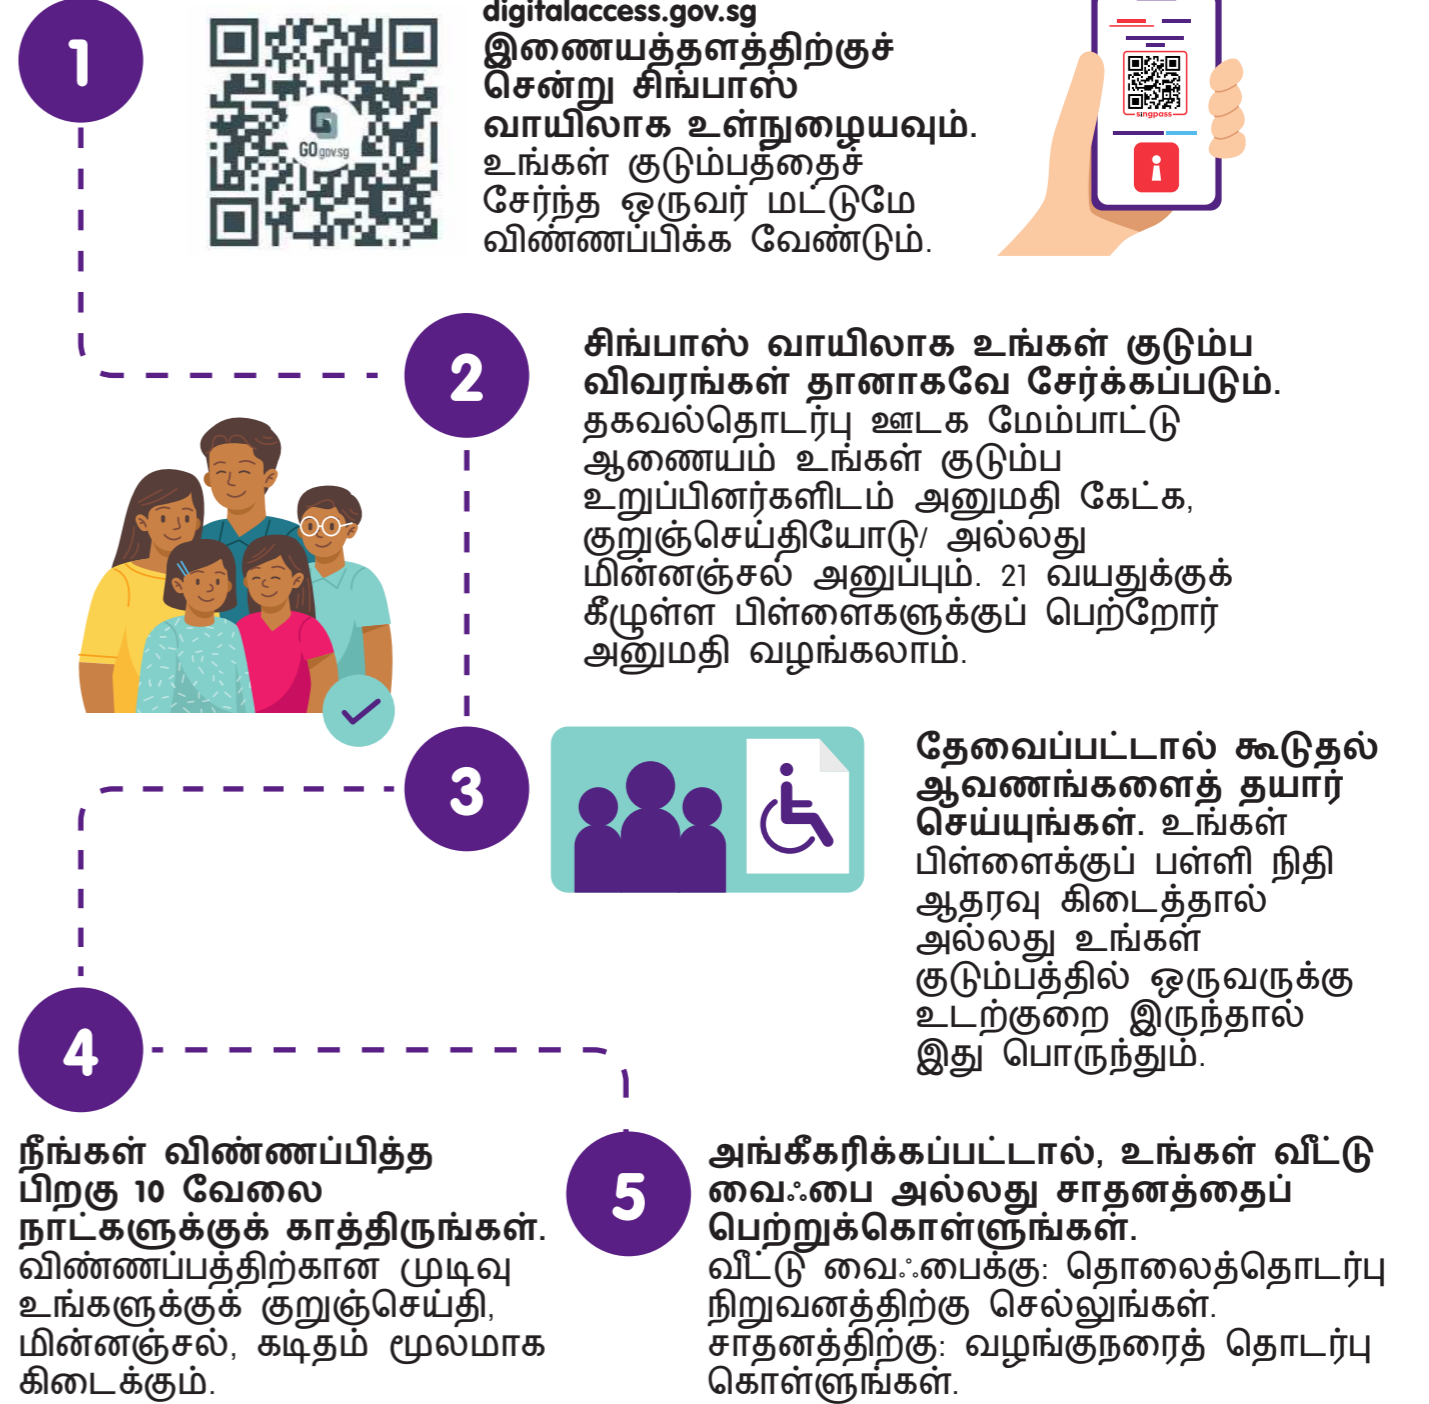 1
digitalaccess.gov.sg
இணையத்தளத்திற்குச்
சென்று சிங்பாஸ்
வாயிலாக உள்நுழையவும்.
உங்கள் குடும்பத்தைச்
சேர்ந்த ஒருவர் மட்டுமே
விண்ணப்பிக்க வேண்டும்.
GO.gov.sg
singpass
2
சிங்பாஸ் வாயிலாக உங்கள் குடும்ப
விவரங்கள் தானாகவே சேர்க்கப்படும்.
தகவல்தொடர்பு ஊடக மேம்பாட்டு
ஆணையம் உங்கள் குடும்ப
உறுப்பினர்களிடம் அனுமதி கேட்க,
குறுஞ்செய்தியோடு/ அல்லது
மின்னஞ்சல் அனுப்பும். 21 வயதுக்குக்
கீழுள்ள பிள்ளைகளுக்குப் பெற்றோர்
அனுமதி வழங்கலாம்.
3
தேவைப்பட்டால் கூடுதல்
ஆவணங்களைத் தயார்
செய்யுங்கள். உங்கள்
பிள்ளைக்குப் பள்ளி நிதி
ஆதரவு கிடைத்தால்
அல்லது உங்கள்
குடும்பத்தில் ஒருவருக்கு
உடற்குறை இருந்தால்
இது பொருந்தும்.
4
நீங்கள் விண்ணப்பித்த
பிறகு 10 வேலை
நாட்களுக்குக் காத்திருங்கள்.
விண்ணப்பத்திற்கான முடிவு
உங்களுக்குக் குறுஞ்செய்தி,
மின்னஞ்சல், கடிதம் மூலமாக
கிடைக்கும்.
5
அங்கீகரிக்கப்பட்டால், உங்கள் வீட்டு
வைஃபை அல்லது சாதனத்தைப்
பெற்றுக்கொள்ளுங்கள்.
வீட்டு வைஃபைக்கு: தொலைத்தொடர்பு
நிறுவனத்திற்கு செல்லுங்கள்.
சாதனத்திற்கு: வழங்குநரைத் தொடர்பு
கொள்ளுங்கள்.